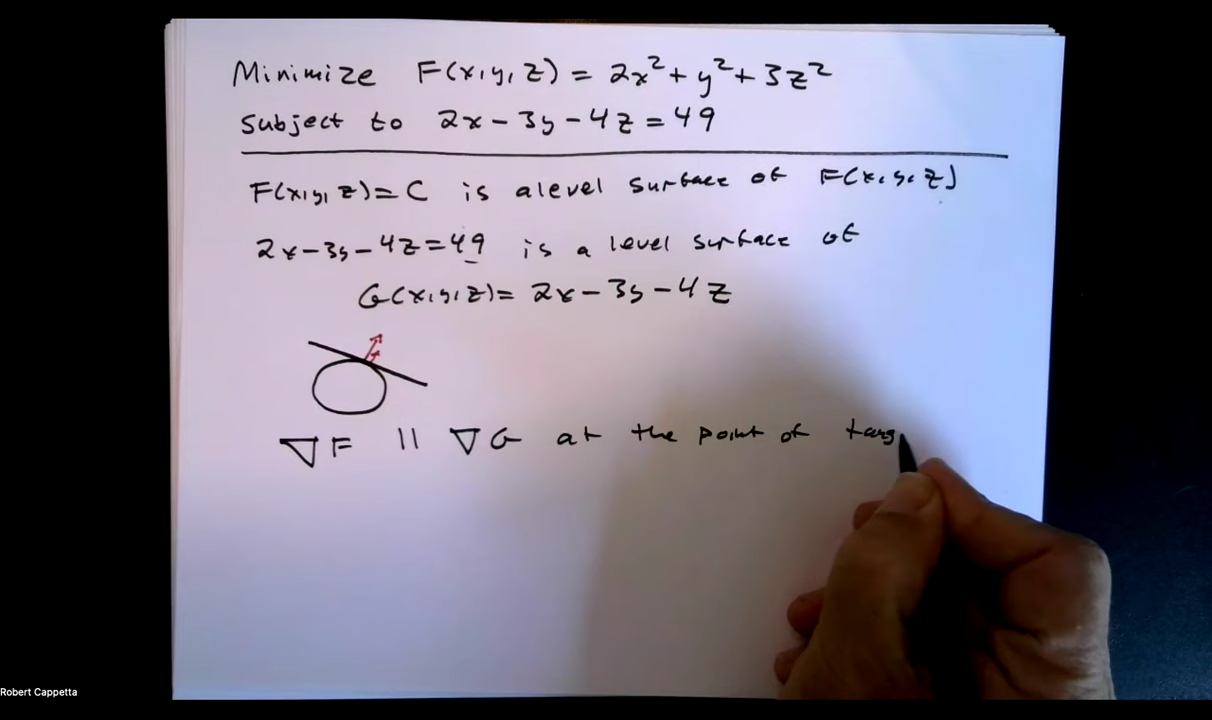 Minimize F(x,y,z) = 2x²+y²+3z²
subject to 2x-3y-4z=49
F(x,y,z)=C is a level surface of F(x,y,z)
2x-3y-4z=49 is a level surface of
G(x,y,z)= 2x-3y-4z
∇F || ∇G at the point of tang
Robert Cappetta